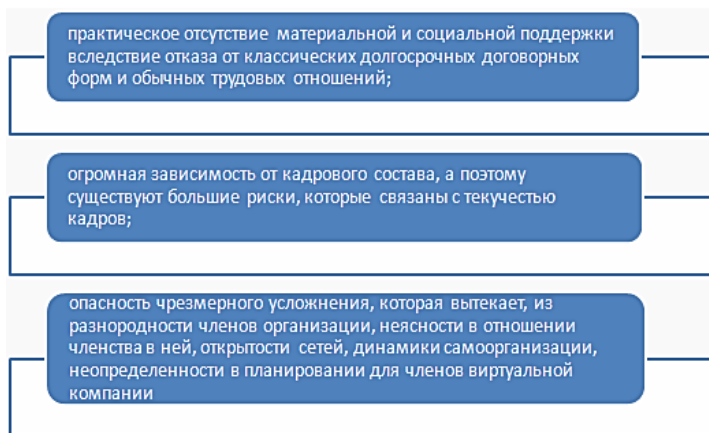 практическое отсутствие материальной и социальной поддержки
вследствие отказа от классических долгосрочных договорных
форм и обычных трудовых отношений;
огромная зависимость от кадрового состава, а поэтому
существуют большие риски, которые связаны с текучестью
кадров;
опасность чрезмерного усложнения, которая вытекает, из
разнородности членов организации, неясности в отношении
членства в ней, открытости сетей, динамики самоорганизации,
неопределенности в планировании для членов виртуальной
компании